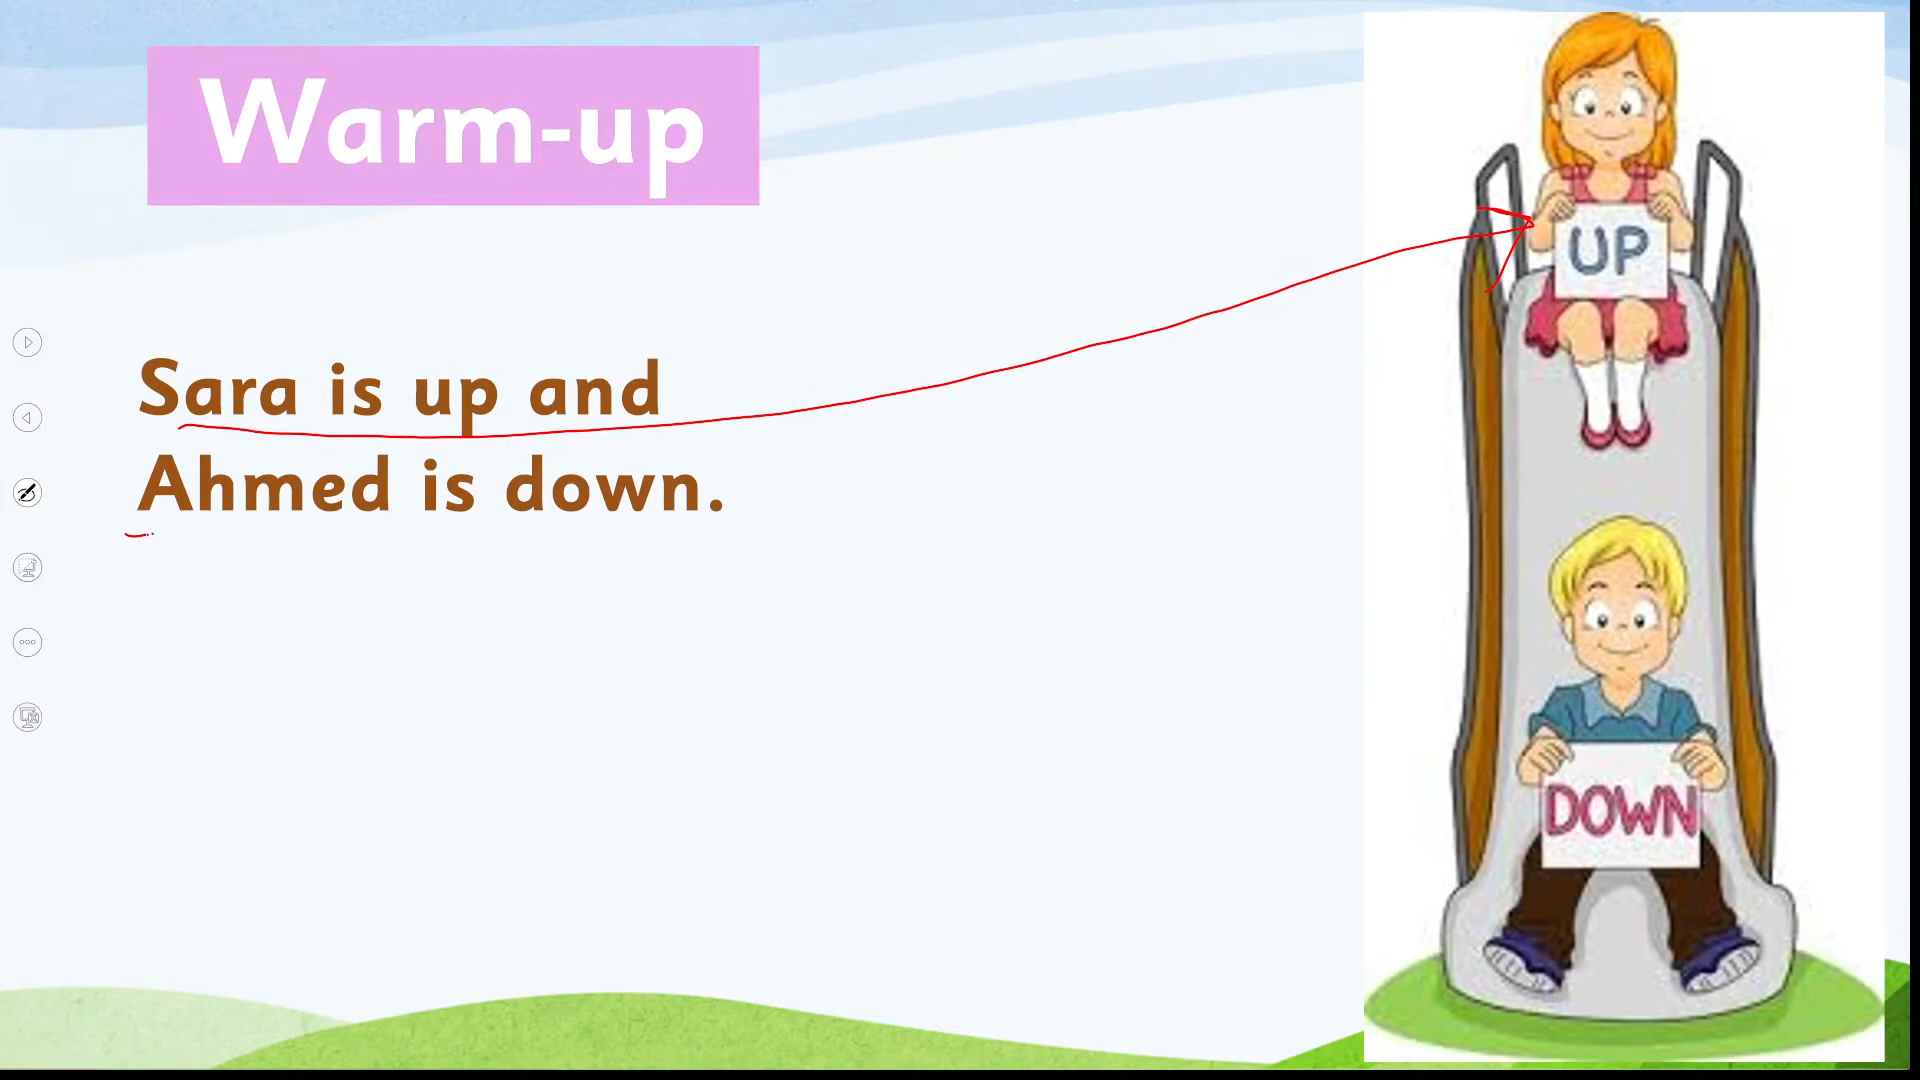 Warm-up
Sara is up and
Ahmed is down.
UP
DOWN